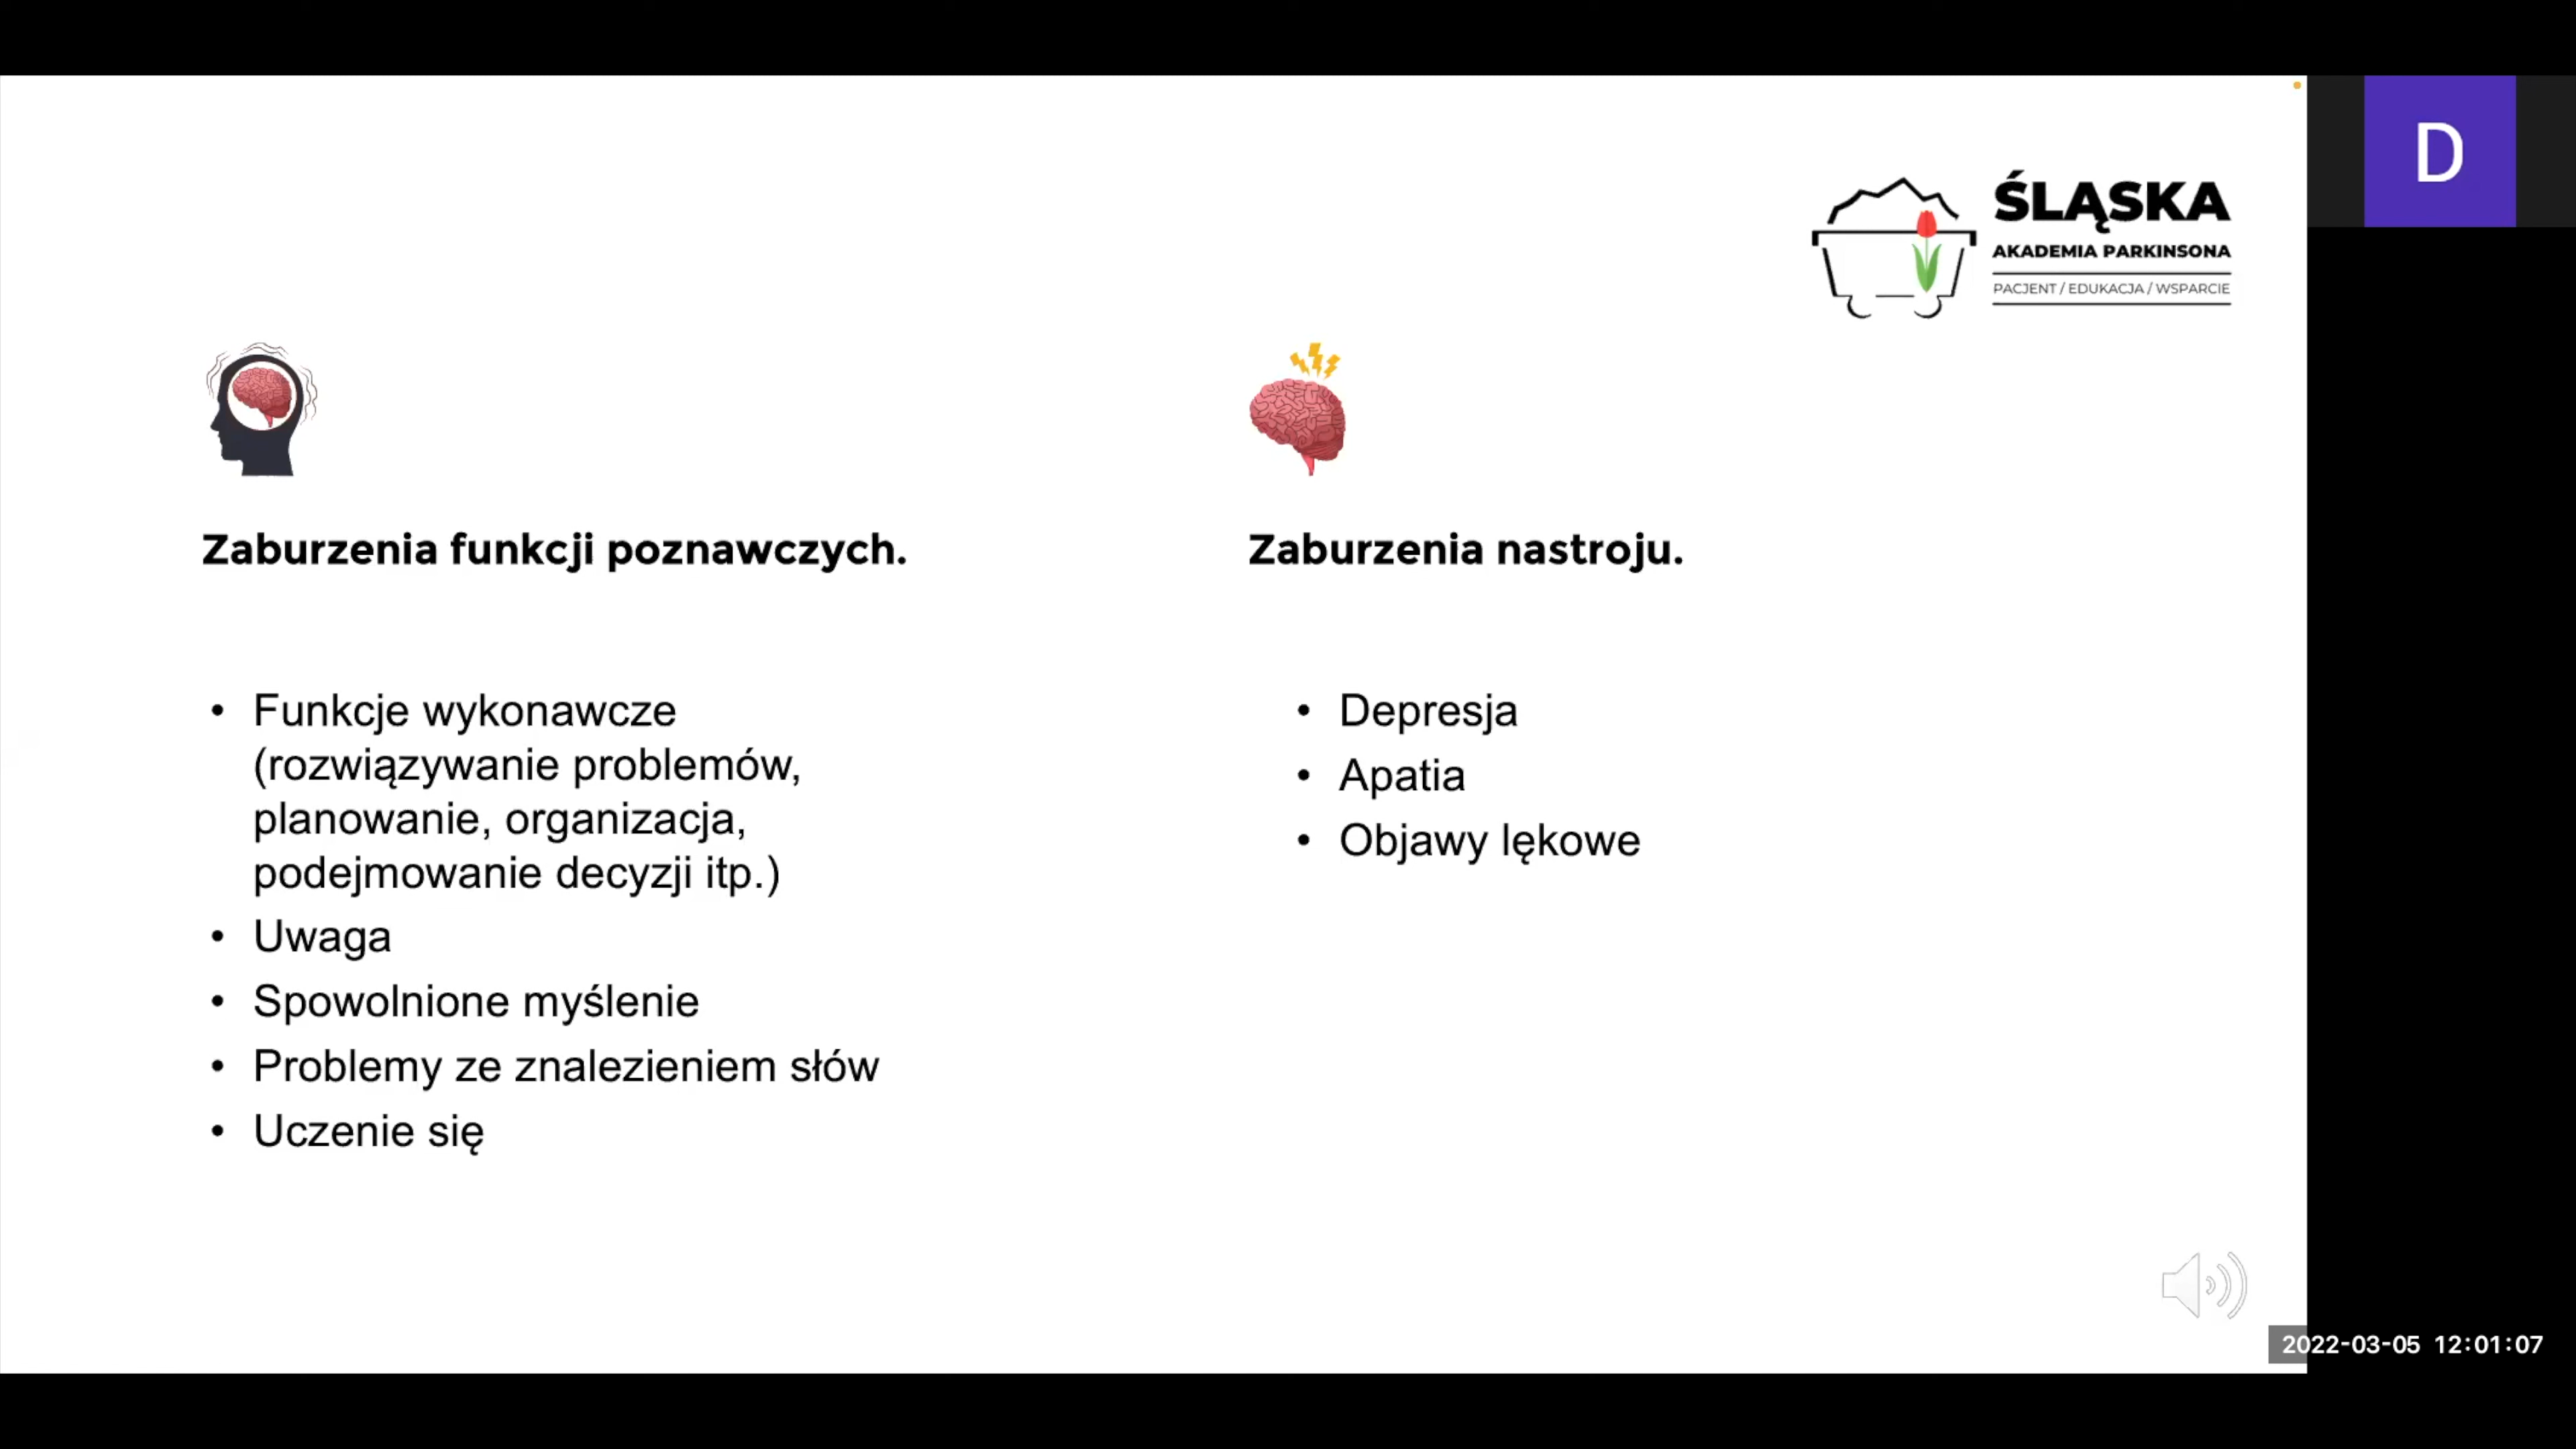 D
ŚLĄSKA
AKADEMIA PARKINSONA
PACJENT / EDUKACJA / WSPARCIE
Zaburzenia funkcji poznawczych.
• Funkcje wykonawcze
(rozwiązywanie problemów,
planowanie, organizacja,
podejmowanie decyzji itp.)
• Uwaga
• Spowolnione myślenie
• Problemy ze znalezieniem słów
• Uczenie się
Zaburzenia nastroju.
• Depresja
• Apatia
• Objawy lękowe
2022-03-05 12:01:07